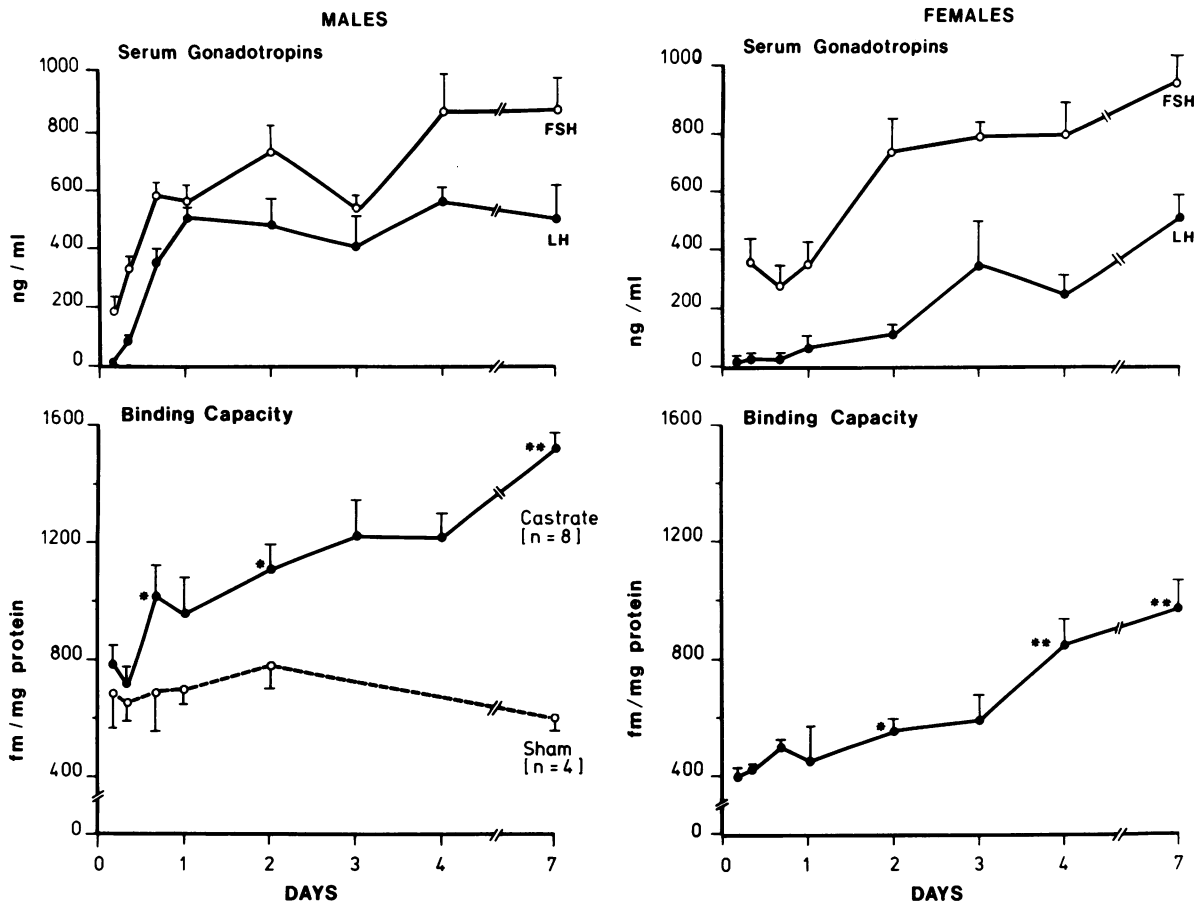 MALES
Serum Gonadotropins
1000
800
600
400
200
0
ng / ml
FSH
LH
Binding Capacity
1600
1200
800
400
0
fm / mg protein
**
*
*
Castrate
[n = 8]
Sham
[n = 4]
0 1 2 3 4 7
DAYS
FEMALES
Serum Gonadotropins
1000
800
600
400
200
0
ng / ml
FSH
LH
Binding Capacity
1600
1200
800
400
0
fm / mg protein
**
**
*
0 1 2 3 4 7
DAYS